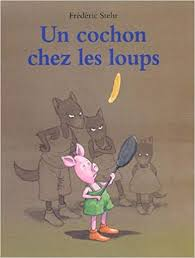 Frédéric Stehr
Un cochon
chez les loups